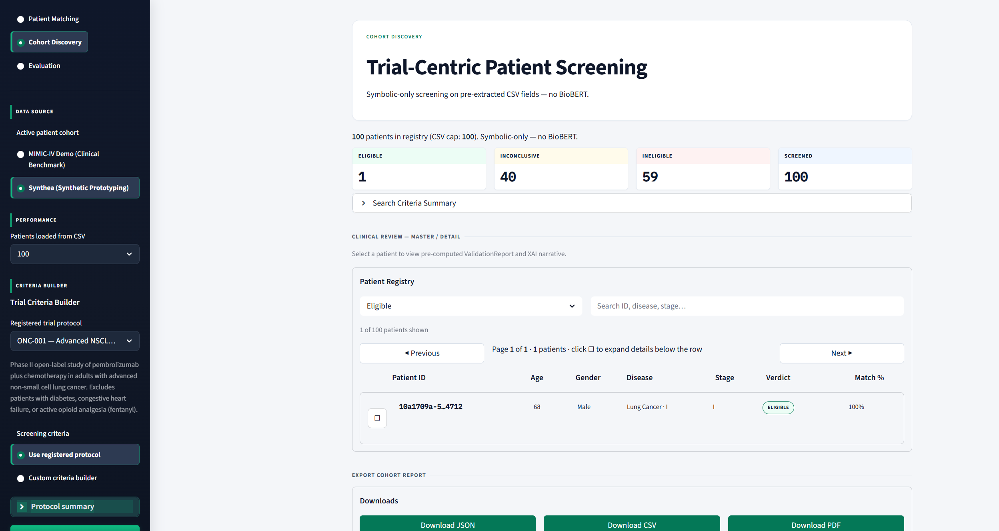 Patient Matching
Cohort Discovery
Evaluation
DATA SOURCE
Active patient cohort
MIMIC-IV Demo (Clinical
Benchmark)
Synthea (Synthetic Prototyping)
PERFORMANCE
Patients loaded from CSV
100
CRITERIA BUILDER
Trial Criteria Builder
Registered trial protocol
ONC-001 — Advanced NSCL...
Phase II open-label study of pembrolizumab
plus chemotherapy in adults with advanced
non-small cell lung cancer. Excludes
patients with diabetes, congestive heart
failure, or active opioid analgesia (fentanyl).
Screening criteria
Use registered protocol
Custom criteria builder
Protocol summary
COHORT DISCOVERY
Trial-Centric Patient Screening
Symbolic-only screening on pre-extracted CSV fields — no BioBERT.
100 patients in registry (CSV cap: 100). Symbolic-only — no BioBERT.
ELIGIBLE INCONCLUSIVE INELIGIBLE SCREENED
1 40 59 100
Search Criteria Summary
CLINICAL REVIEW — MASTER / DETAIL
Select a patient to view pre-computed ValidationReport and XAI narrative.
Patient Registry
Eligible Search ID, disease, stage...
1 of 100 patients shown
◄ Previous Page 1 of 1 · 1 patients · click ❐ to expand details below the row Next ►
Patient ID Age Gender Disease Stage Verdict Match %
❐ 10a1709a-5…4712 68 Male Lung Cancer · I I ELIGIBLE 100%
EXPORT COHORT REPORT
Downloads
Download JSON Download CSV Download PDF